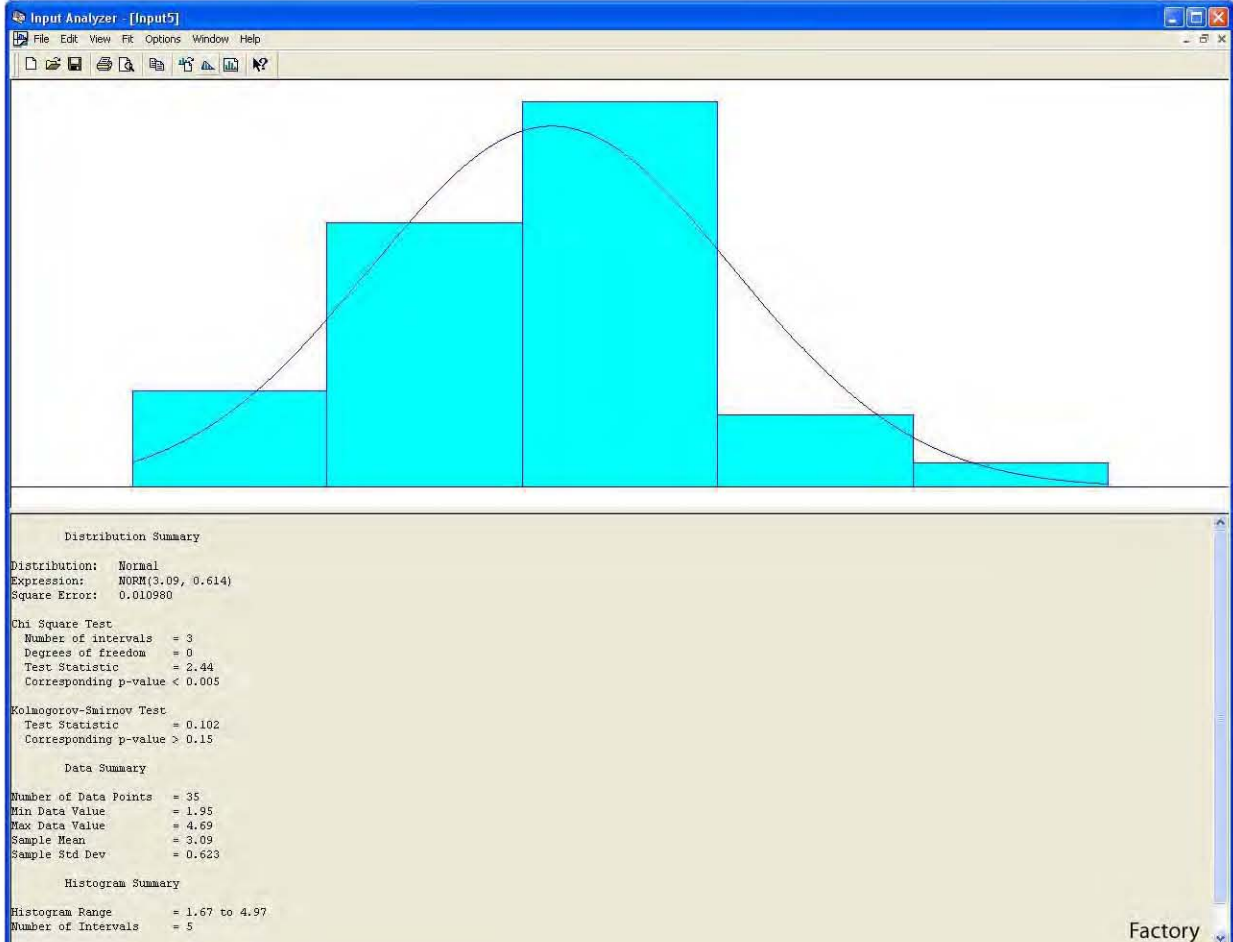 Input Analyzer - [Input5]
File Edit View Fit Options Window Help
Distribution Summary
Distribution: Normal
Expression: NORM(3.09, 0.614)
Square Error: 0.010980
Chi Square Test
Number of intervals = 3
Degrees of freedom = 0
Test Statistic = 2.44
Corresponding p-value < 0.005
Kolmogorov-Smirnov Test
Test Statistic = 0.102
Corresponding p-value > 0.15
Data Summary
Number of Data Points = 35
Min Data Value = 1.95
Max Data Value = 4.69
Sample Mean = 3.09
Sample Std Dev = 0.623
Histogram Summary
Histogram Range = 1.67 to 4.97
Number of Intervals = 5
Factory